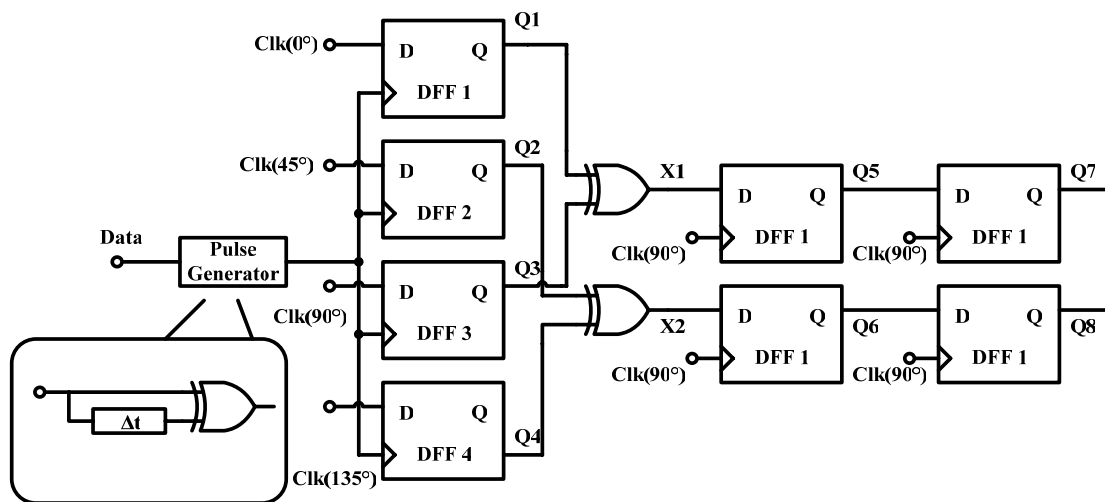 Q1
Clk(0°)
D Q
DFF 1
Q2
Clk(45°)
D Q
DFF 2
X1
D Q
DFF 1
Clk(90°)
Q5
D Q
DFF 1
Clk(90°)
Q7
Data
Pulse
Generator
Q3
D Q
DFF 3
Clk(90°)
X2
D Q
DFF 1
Clk(90°)
Q6
D Q
DFF 1
Clk(90°)
Q8
Δt
D Q
DFF 4
Q4
Clk(135°)